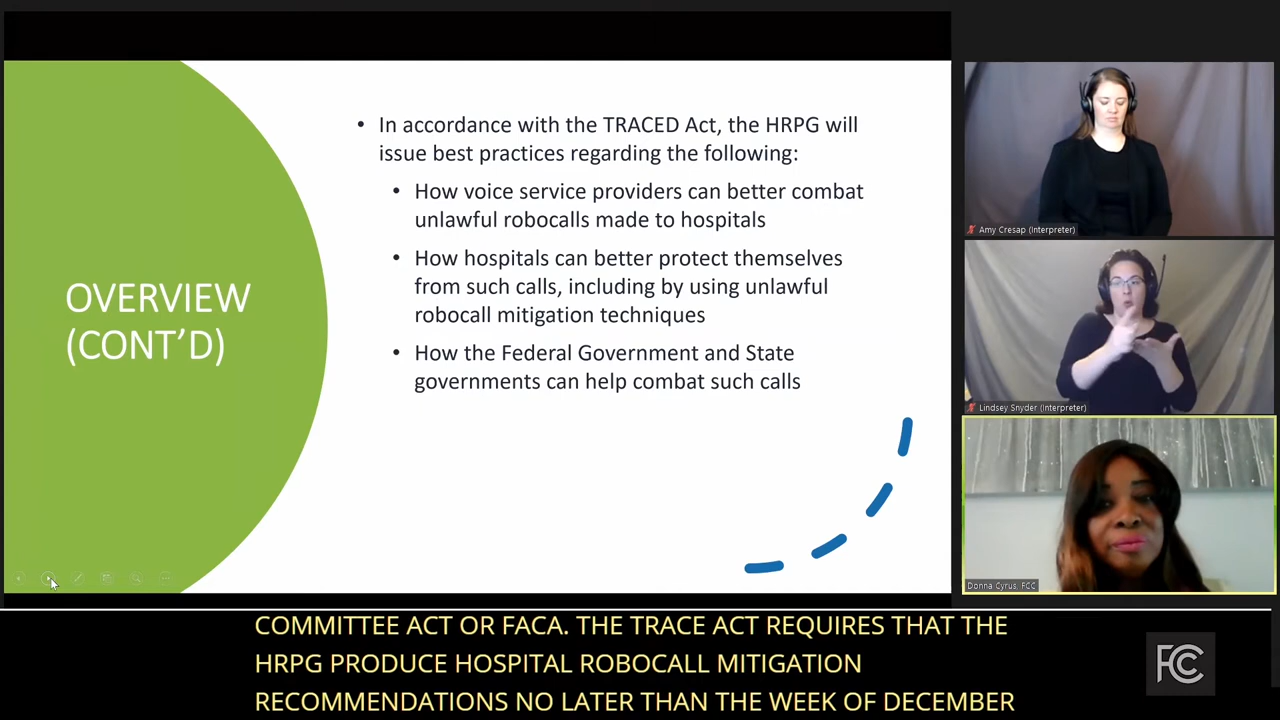 OVERVIEW
(CONT’D)
• In accordance with the TRACED Act, the HRPG will
issue best practices regarding the following:
• How voice service providers can better combat
unlawful robocalls made to hospitals
• How hospitals can better protect themselves
from such calls, including by using unlawful
robocall mitigation techniques
• How the Federal Government and State
governments can help combat such calls
Amy Cresap (Interpreter)
Lindsey Snyder (Interpreter)
Donna Cyrus, FCC
COMMITTEE ACT OR FACA. THE TRACE ACT REQUIRES THAT THE
HRPG PRODUCE HOSPITAL ROBOCALL MITIGATION
RECOMMENDATIONS NO LATER THAN THE WEEK OF DECEMBER
FCC